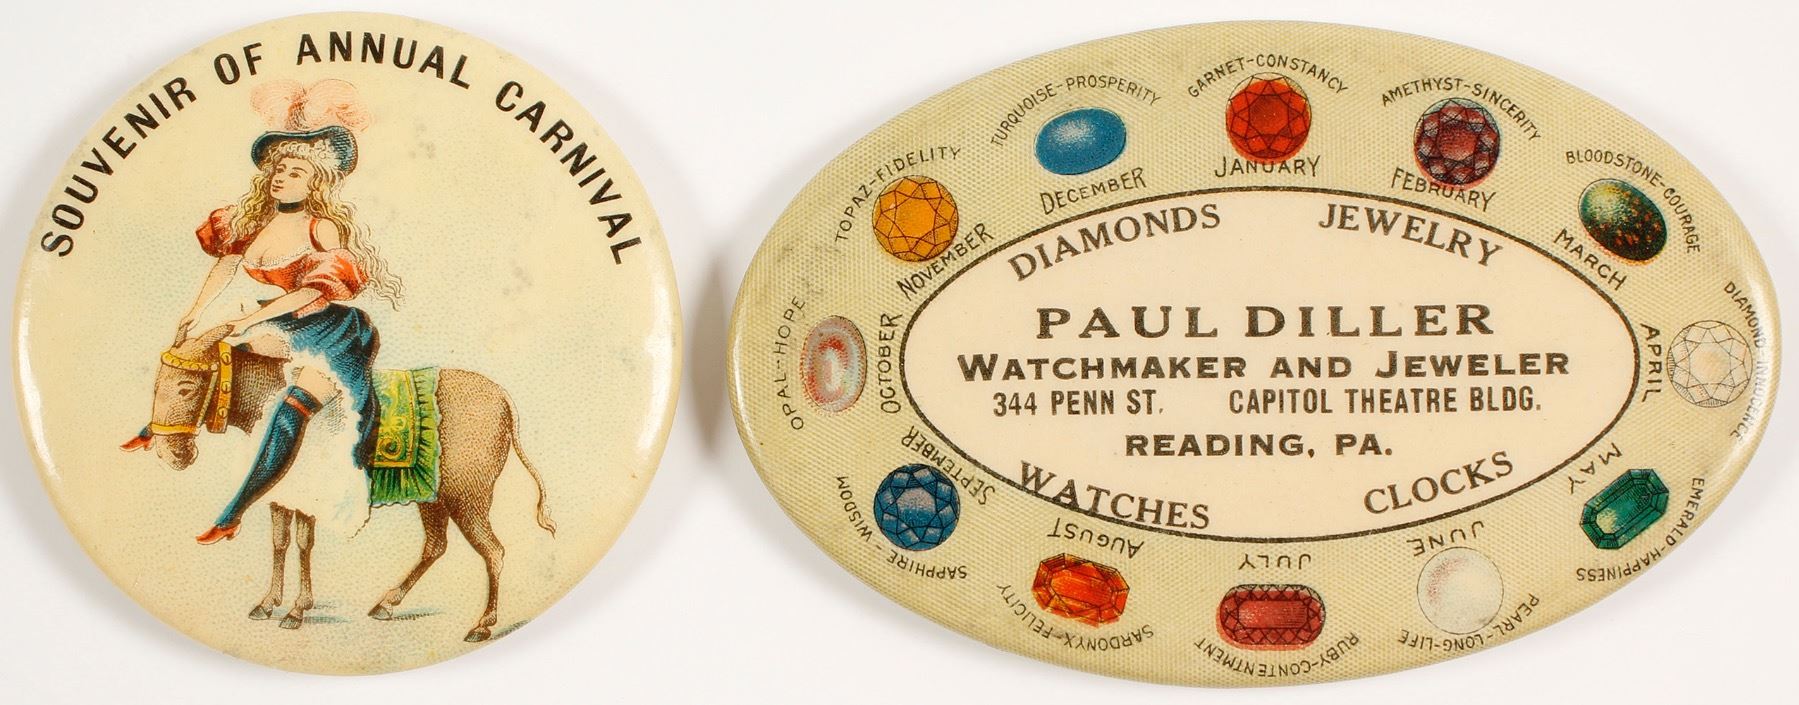 SOUVENIR OF ANNUAL CARNIVAL
GARNET-CONSTANCY
JANUARY
AMETHYST-SINCERITY
FEBRUARY
BLOODSTONE-COURAGE
MARCH
DIAMOND-INNOCENCE
APRIL
EMERALD-HAPPINESS
MAY
PEARL-LONG-LIFE
JUNE
RUBY-CONTENTMENT
JULY
SARDONYX-FELICITY
AUGUST
SAPPHIRE-WISDOM
SEPTEMBER
OPAL-HOPE
OCTOBER
TOPAZ-FIDELITY
NOVEMBER
TURQUOISE-PROSPERITY
DECEMBER
DIAMONDS JEWELRY
PAUL DILLER
WATCHMAKER AND JEWELER
344 PENN ST. CAPITOL THEATRE BLDG.
READING, PA.
WATCHES CLOCKS